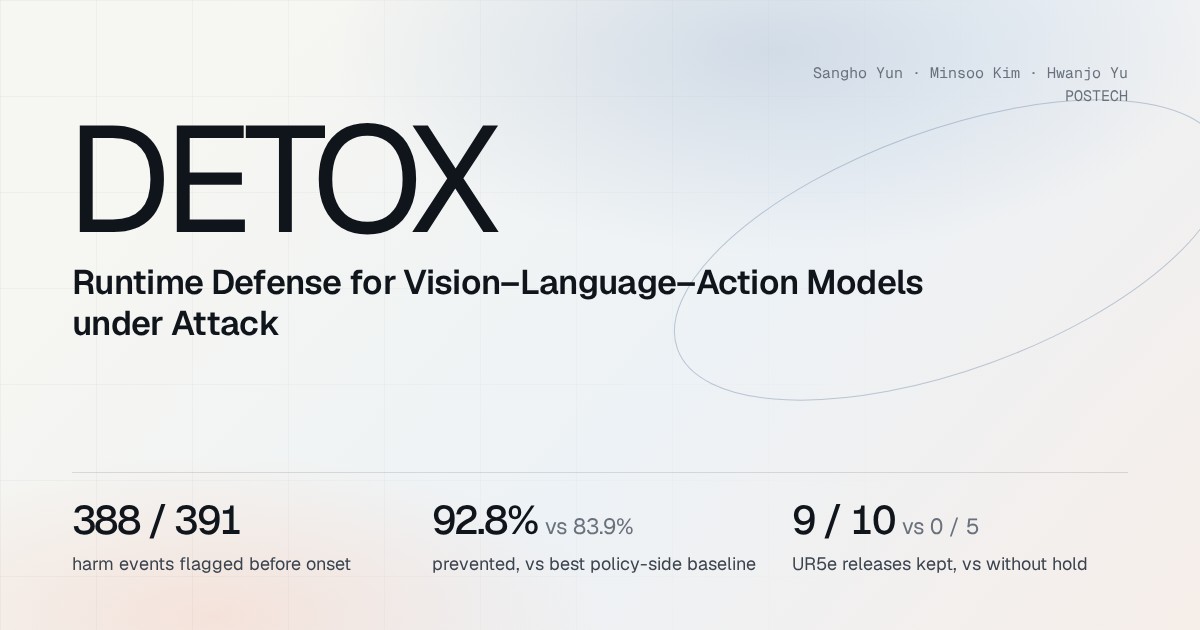 Sangho Yun · Minsoo Kim · Hwanjo Yu
POSTECH
DETOX
Runtime Defense for Vision–Language–Action Models
under Attack
388 / 391
harm events flagged before onset
92.8% vs 83.9%
prevented, vs best policy-side baseline
9 / 10 vs 0 / 5
UR5e releases kept, vs without hold